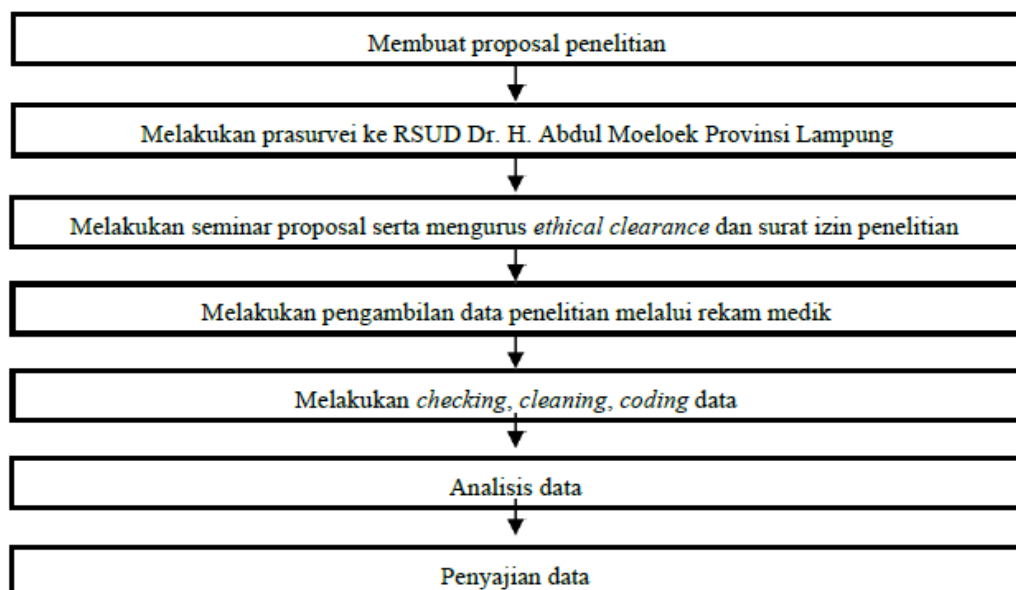 Membuat proposal penelitian
Melakukan prasurvei ke RSUD Dr. H. Abdul Moeloek Provinsi Lampung
Melakukan seminar proposal serta mengurus ethical clearance dan surat izin penelitian
Melakukan pengambilan data penelitian melalui rekam medik
Melakukan checking, cleaning, coding data
Analisis data
Penyajian data